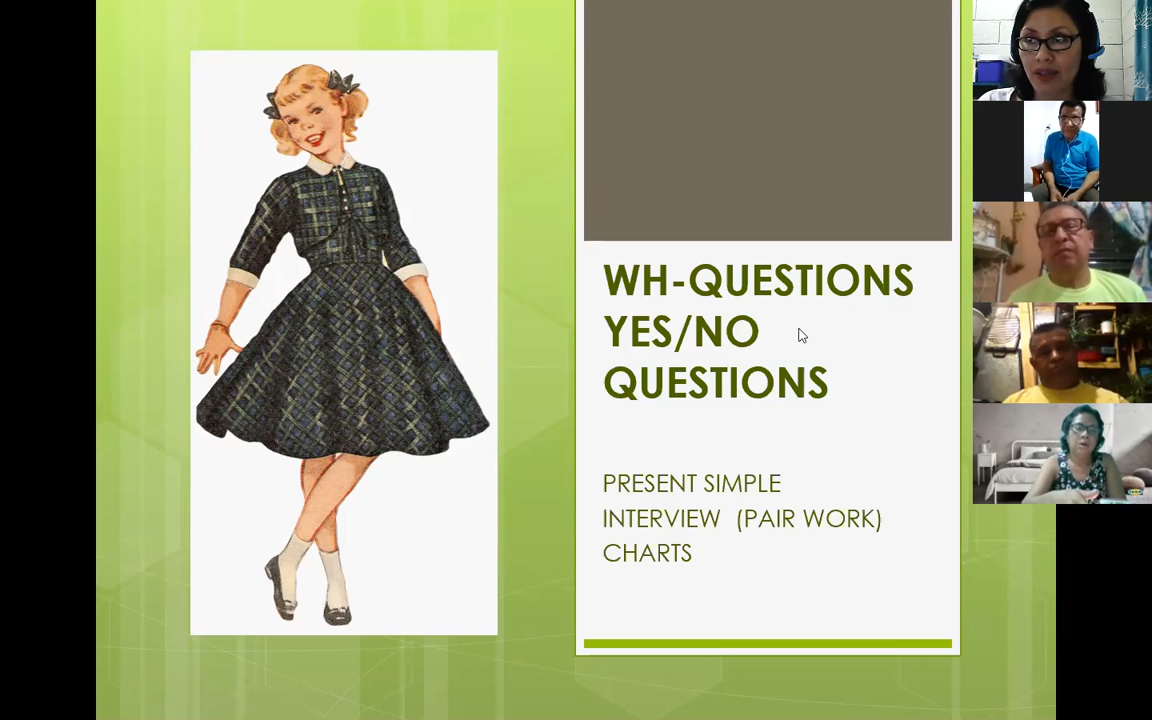 WH-QUESTIONS
YES/NO
QUESTIONS
PRESENT SIMPLE
INTERVIEW (PAIR WORK)
CHARTS